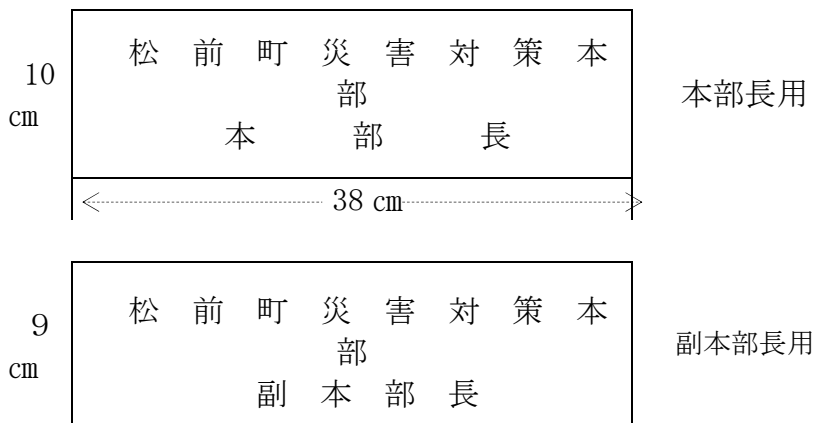 松前町災害対策本
部
本部長
10
cm
本部長用
38 cm
松前町災害対策本
部
副本部長
9
cm
副本部長用